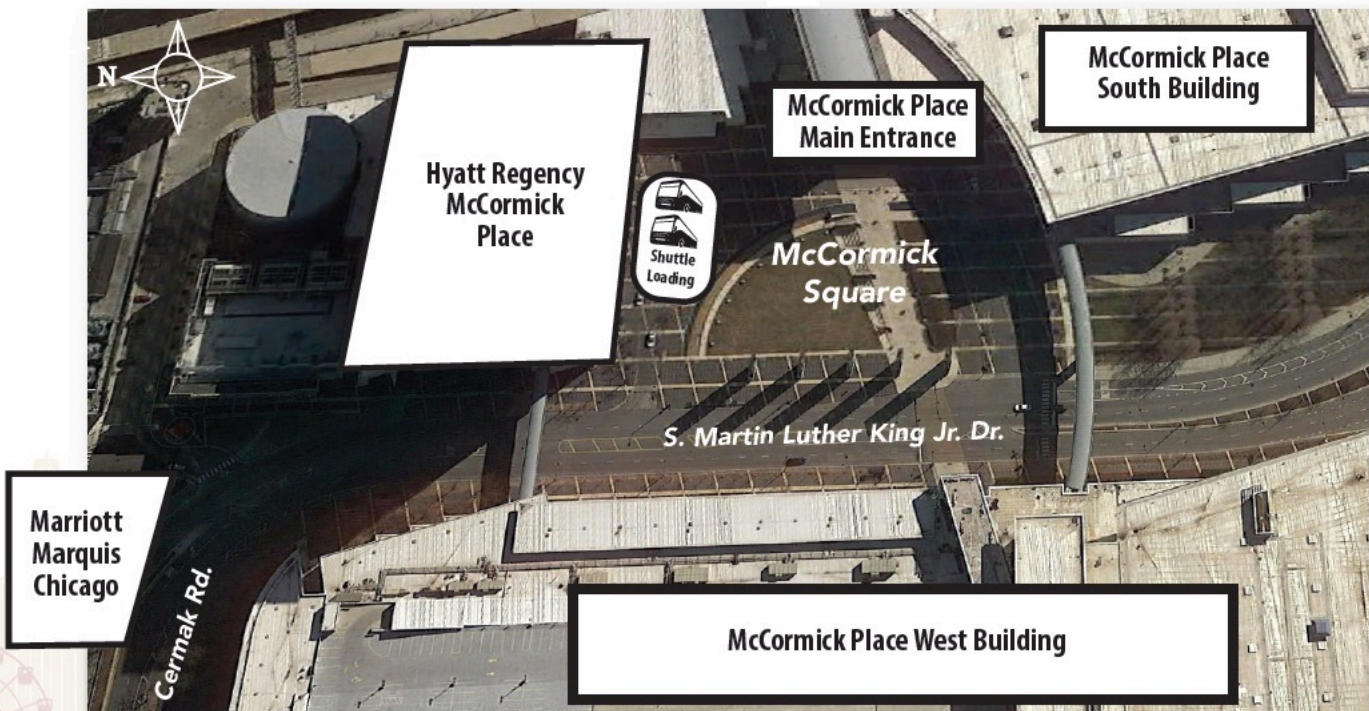 N
McCormick Place
South Building
McCormick Place
Main Entrance
Hyatt Regency
McCormick
Place
Shuttle
Loading
McCormick
Square
S. Martin Luther King Jr. Dr.
Marriott
Marquis
Chicago
Cermak Rd.
McCormick Place West Building